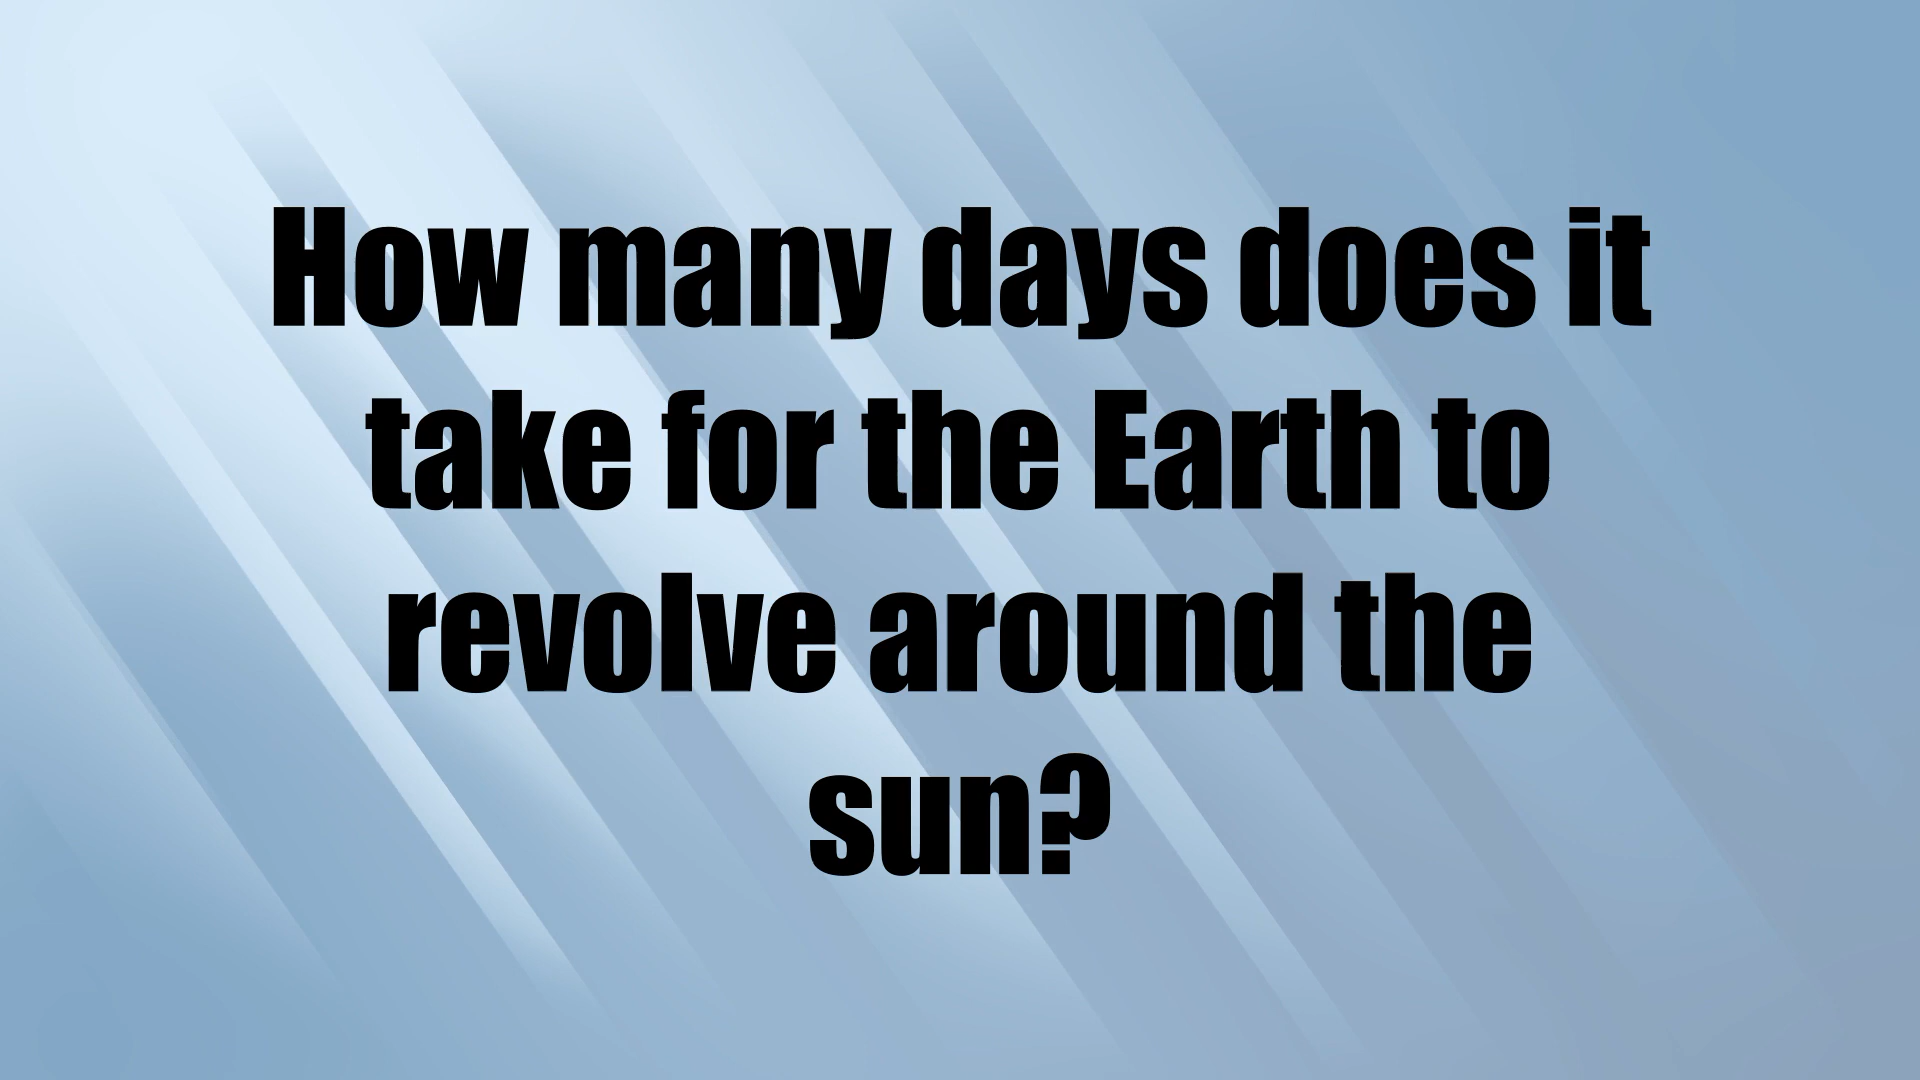 How many days does it
take for the Earth to
revolve around the
sun?